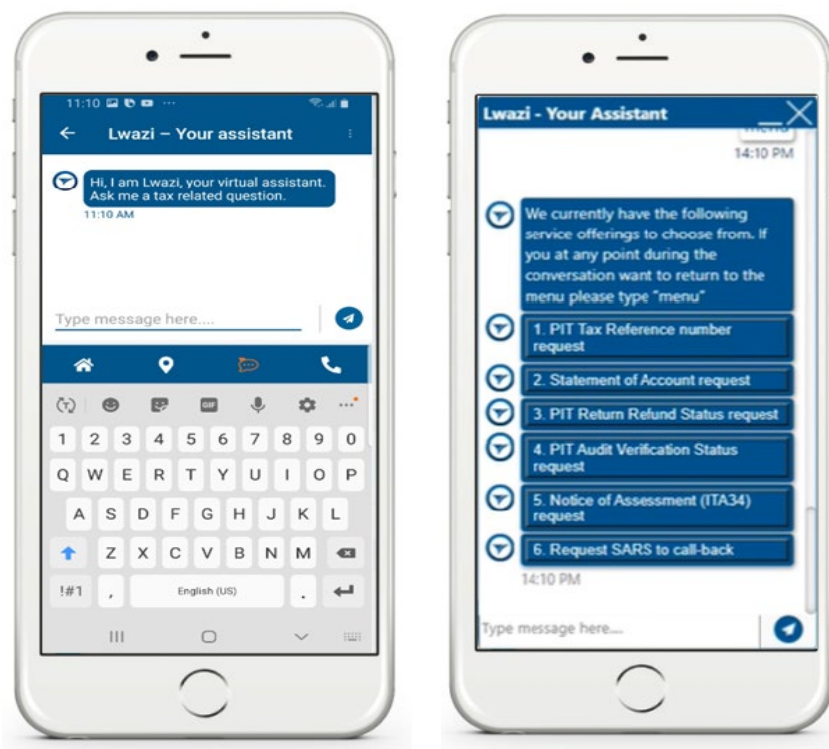 11:10
Lwazi – Your assistant
Hi, I am Lwazi, your virtual assistant.
Ask me a tax related question.
11:10 AM
Type message here....
GIF
1 2 3 4 5 6 7 8 9 0
Q W E R T Y U I O P
A S D F G H J K L
Z X C V B N M
!#1 , English (US) .
Lwazi - Your Assistant
menu
14:10 PM
We currently have the following
service offerings to choose from. If
you at any point during the
conversation want to return to the
menu please type "menu"
1. PIT Tax Reference number
request
2. Statement of Account request
3. PIT Return Refund Status request
4. PIT Audit Verification Status
request
5. Notice of Assessment (ITA34)
request
6. Request SARS to call-back
14:10 PM
Type message here....